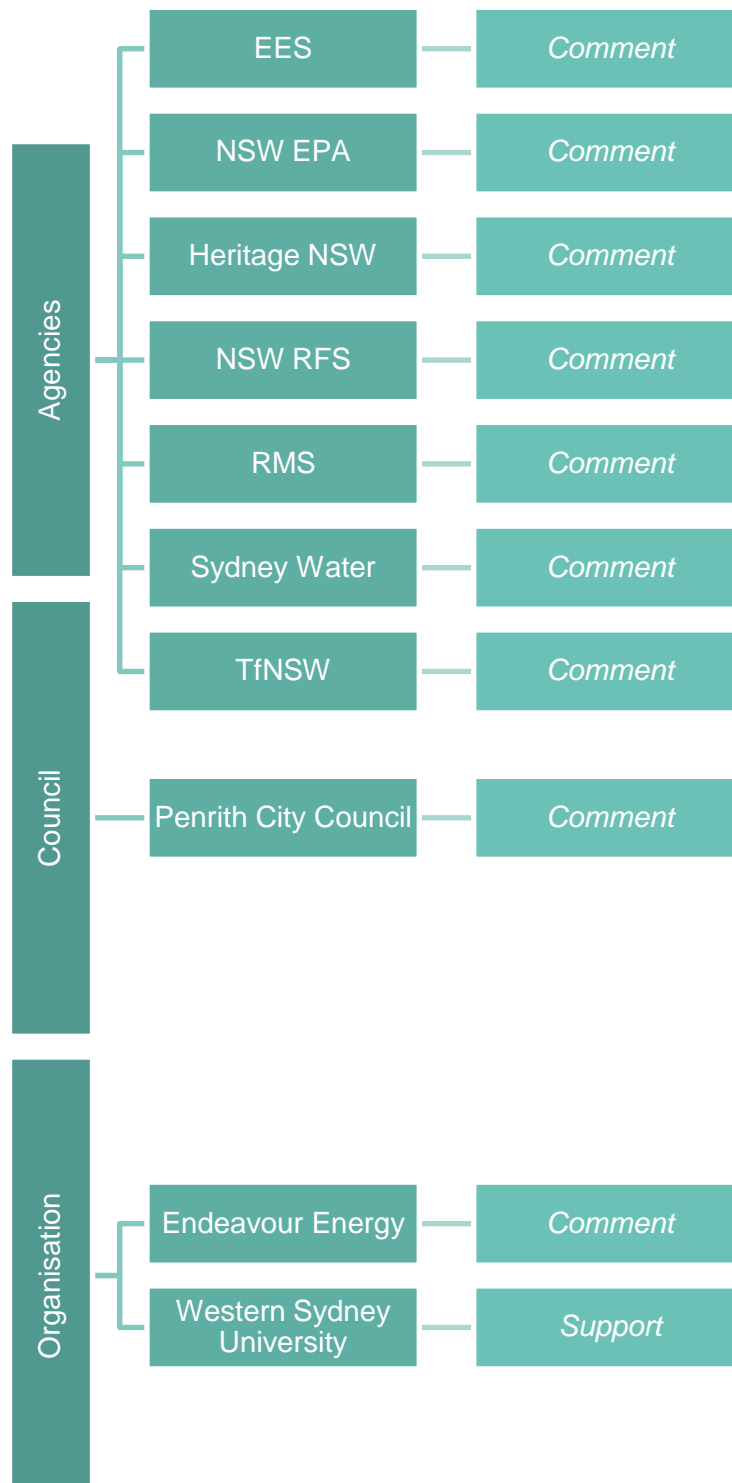 Agencies
EES
Comment
NSW EPA
Comment
Heritage NSW
Comment
NSW RFS
Comment
RMS
Comment
Sydney Water
Comment
TfNSW
Comment
Council
Penrith City Council
Comment
Organisation
Endeavour Energy
Comment
Western Sydney
University
Support